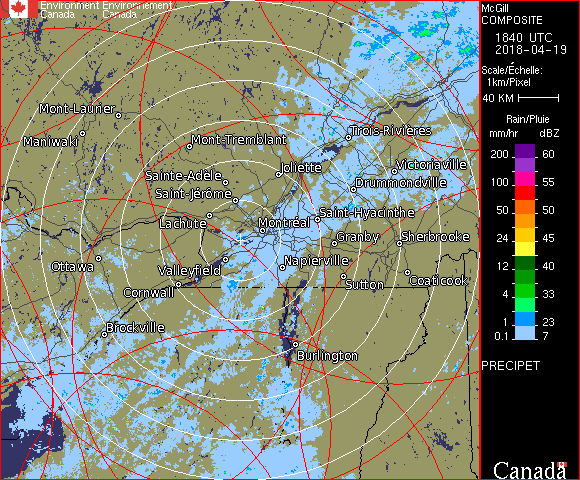 Environment Environnement
Canada Canada
Mont-Laurier
Maniwaki
Mont-Tremblant
Trois-Rivières
Joliette
Victoriaville
Sainte-Adèle
Drummondville
Saint-Jérôme
Saint-Hyacinthe
Lachute
Montréal
Granby
Sherbrooke
Ottawa
Valleyfield
Napierville
Cornwall
Sutton
Coaticook
Brockville
Burlington
McGill
COMPOSITE
1840 UTC
2018-04-19
Scale/Échelle:
1km/Pixel
40 KM
Rain/Pluie
mm/hr dBZ
200 60
100 55
50 50
24 45
12 40
4 33
1 23
0.1 7
PRECIPET
Canada